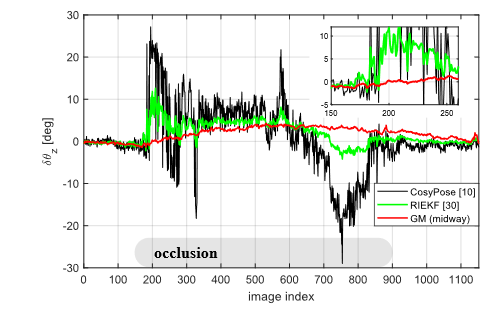 30
20
10
0
-10
-20
-30
δθz [deg]
10
5
0
-5
150 200 250
CosyPose [10]
RIEKF [30]
GM (midway)
occlusion
0 100 200 300 400 500 600 700 800 900 1000 1100
image index